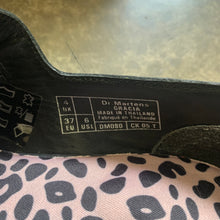 4 UK
37 EU
6 USL
Dr Martens
GRACIA
MADE IN THAILAND
Fabriqué en Thaïlande
DM080
CK 05 T